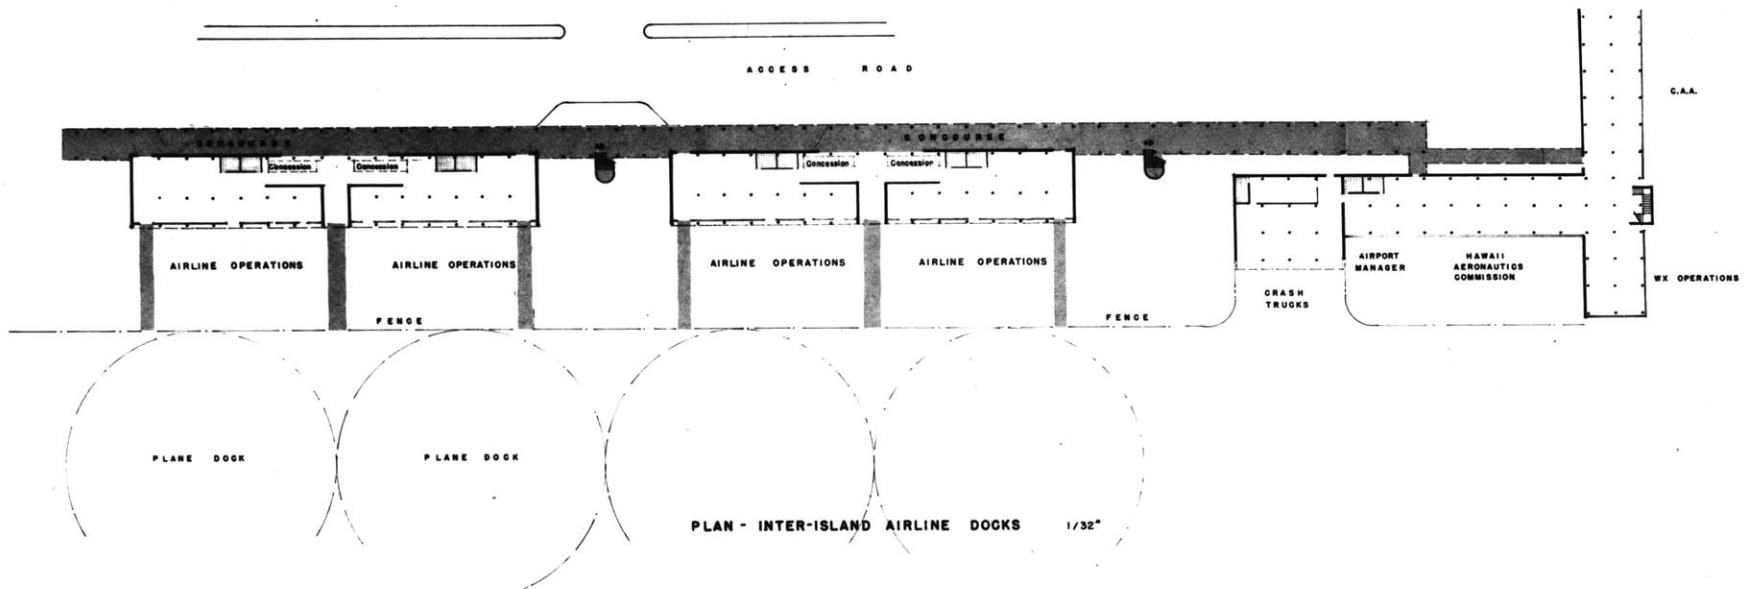 ACCESS ROAD
C.A.A.
CONCOURSE
CONCOURSE
Concession
Concession
Concession
Concession
AIRLINE OPERATIONS
AIRLINE OPERATIONS
AIRLINE OPERATIONS
AIRLINE OPERATIONS
AIRPORT
MANAGER
HAWAII
AERONAUTICS
COMMISSION
WX OPERATIONS
CRASH
TRUCKS
FENCE
FENCE
PLANE DOCK
PLANE DOCK
PLAN - INTER-ISLAND AIRLINE DOCKS 1/32"